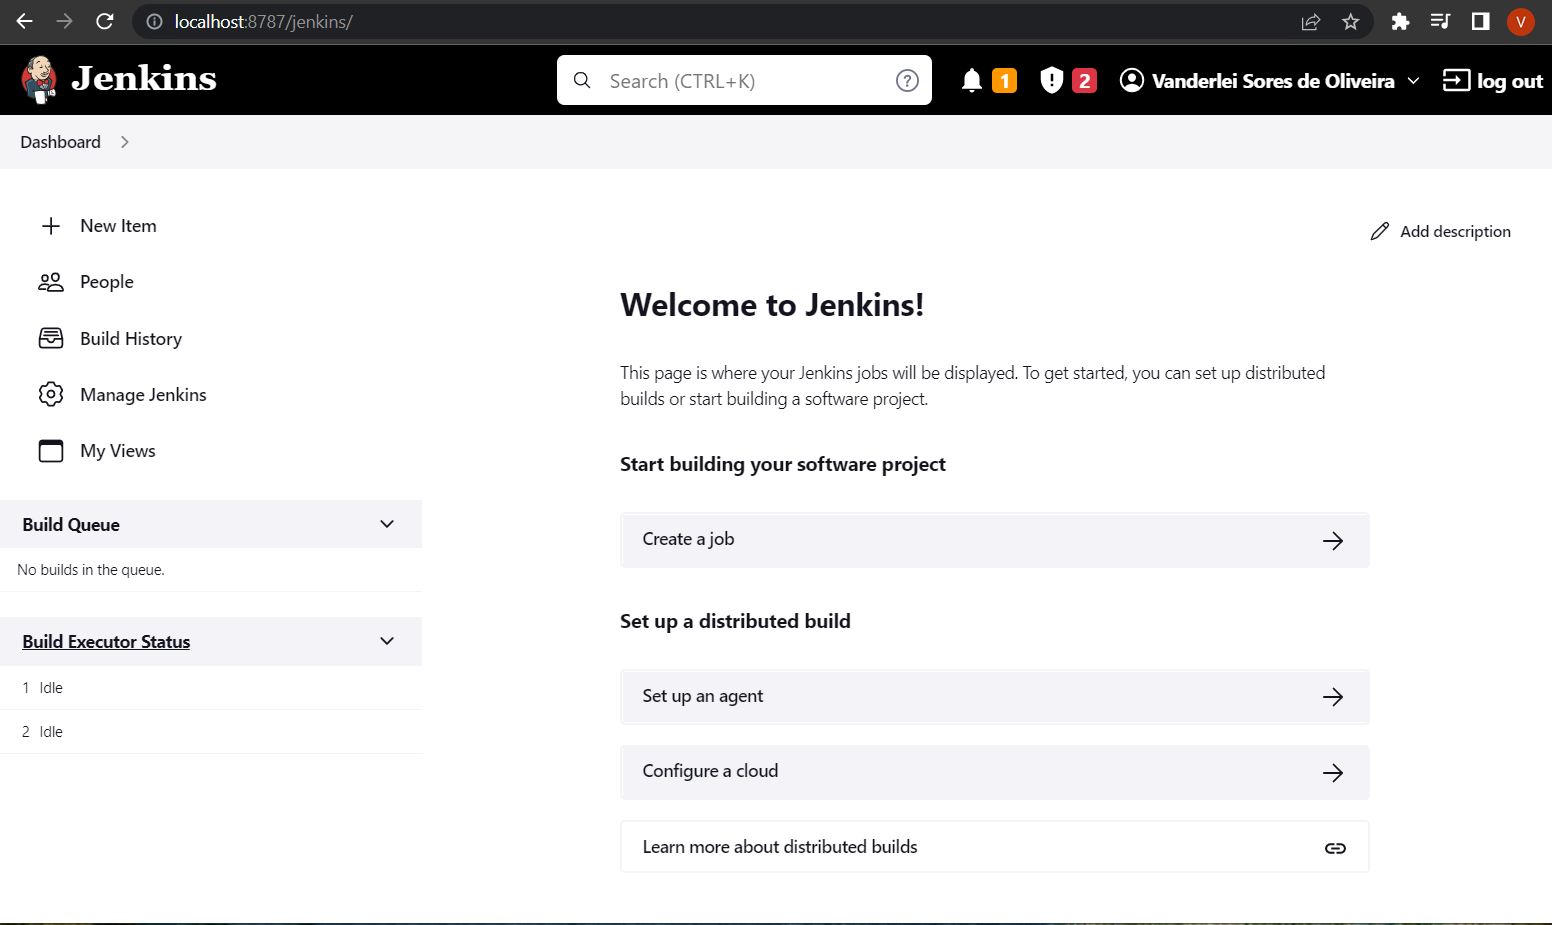 localhost:8787/jenkins/
V
Jenkins
Search (CTRL+K)
1
2
Vanderlei Sores de Oliveira
log out
Dashboard
New Item
People
Build History
Manage Jenkins
My Views
Build Queue
No builds in the queue.
Build Executor Status
1 Idle
2 Idle
Add description
Welcome to Jenkins!
This page is where your Jenkins jobs will be displayed. To get started, you can set up distributed
builds or start building a software project.
Start building your software project
Create a job
Set up a distributed build
Set up an agent
Configure a cloud
Learn more about distributed builds